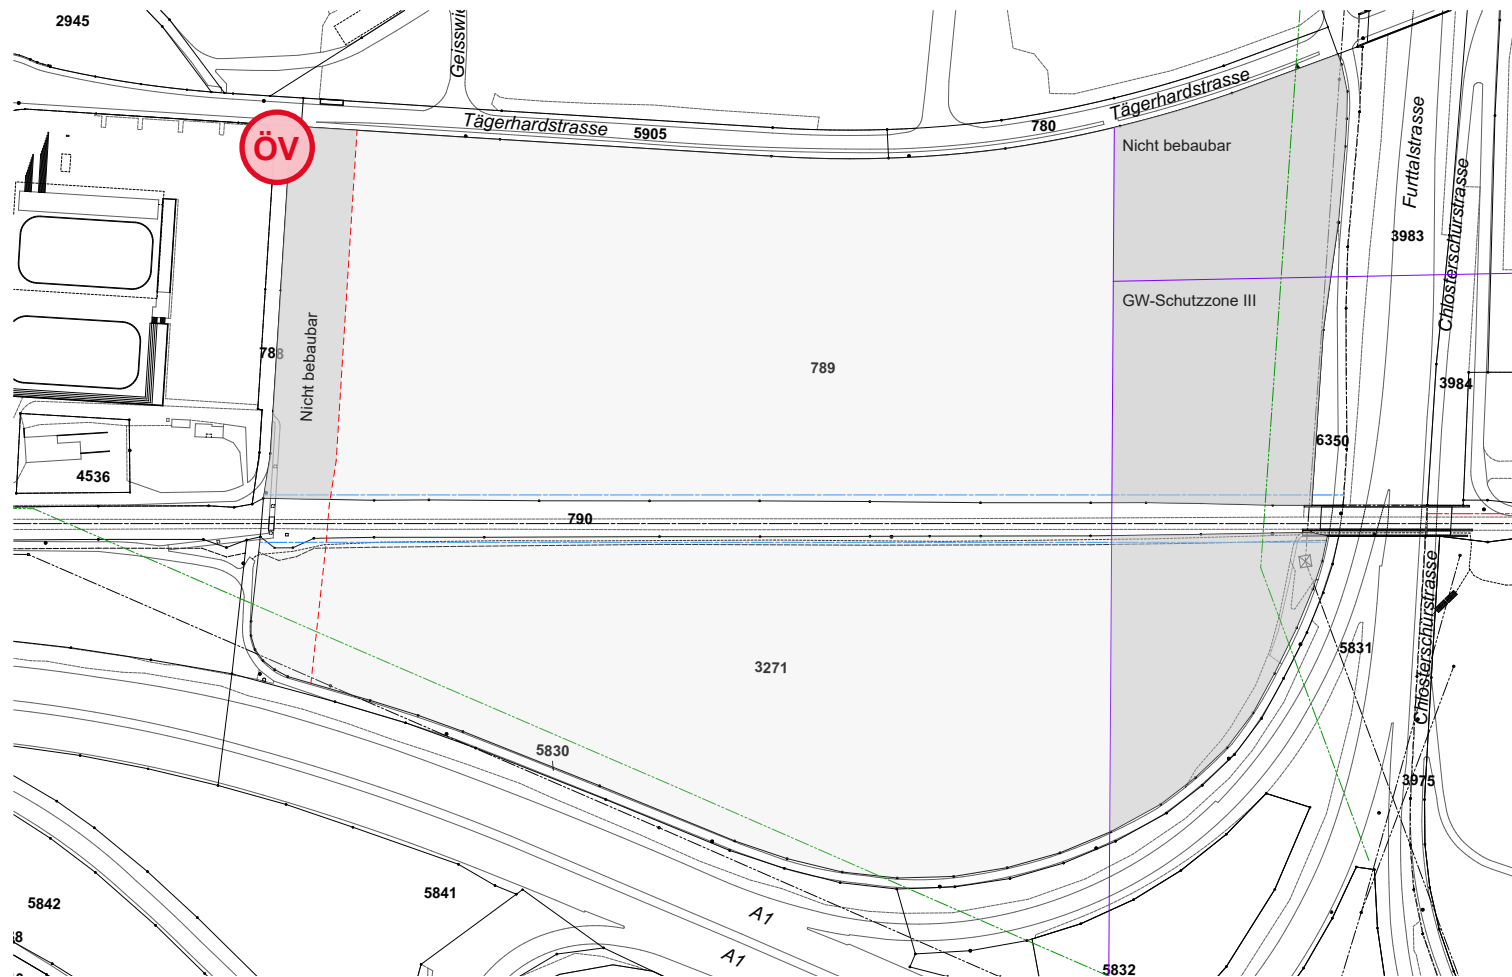 2945
Geisswi
Tägerhardstrasse
5905
780
Tägerhardstrasse
ÖV
Nicht bebaubar
Furttalstrasse
Chlosterschürstrasse
3983
GW-Schutzzone III
788
Nicht bebaubar
789
3984
6350
4536
790
Chlosterschürstrasse
5831
3271
5830
3975
5841
5842
A1
A1
5832